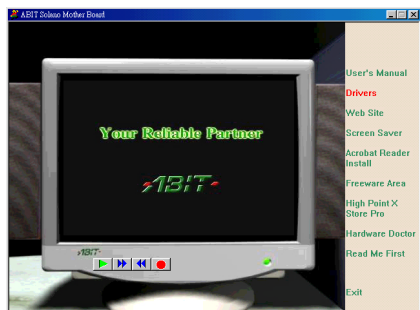 ABIT Solano Mother Board
Your Reliable Partner
ABIT
ABIT
User's Manual
Drivers
Web Site
Screen Saver
Acrobat Reader
Install
Freeware Area
High Point X
Store Pro
Hardware Doctor
Read Me First
Exit